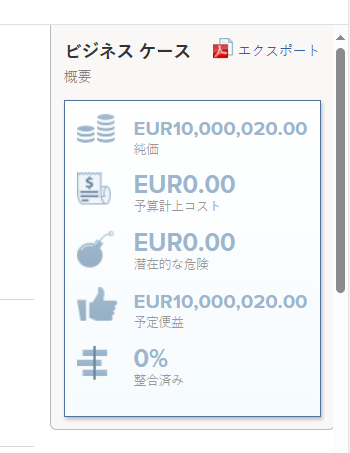 ビジネス ケース
エクスポート
概要
EUR10,000,020.00
純価
EUR0.00
予算計上コスト
EUR0.00
潜在的な危険
EUR10,000,020.00
予定便益
0%
整合済み